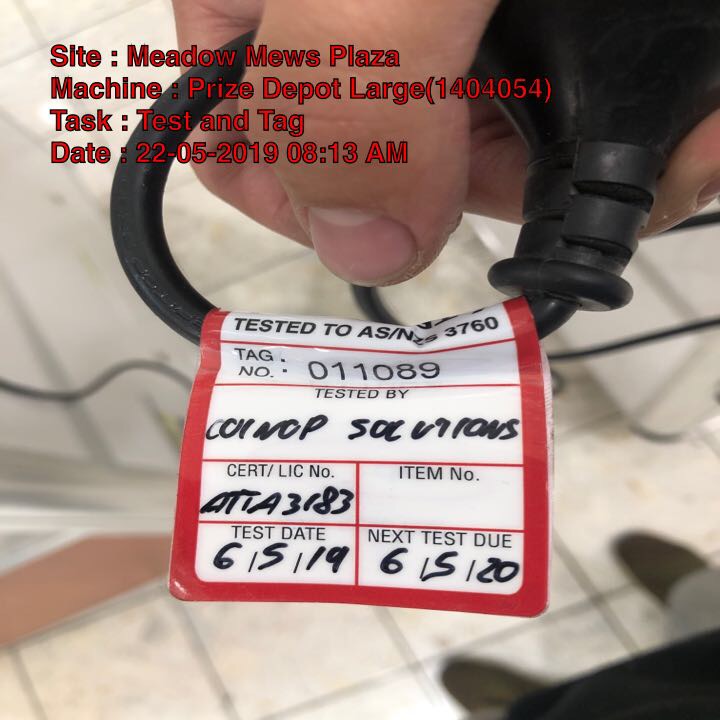 Site : Meadow Mews Plaza
Machine : Prize Depot Large(1404054)
Task : Test and Tag
Date : 22-05-2019 08:13 AM
TESTED TO AS/NZS 3760
TAG NO. : 011089
TESTED BY
COINOP SOLUTIONS
CERT/ LIC No. ITEM No.
ATTA3183
TEST DATE NEXT TEST DUE
6/5/19 6/5/20